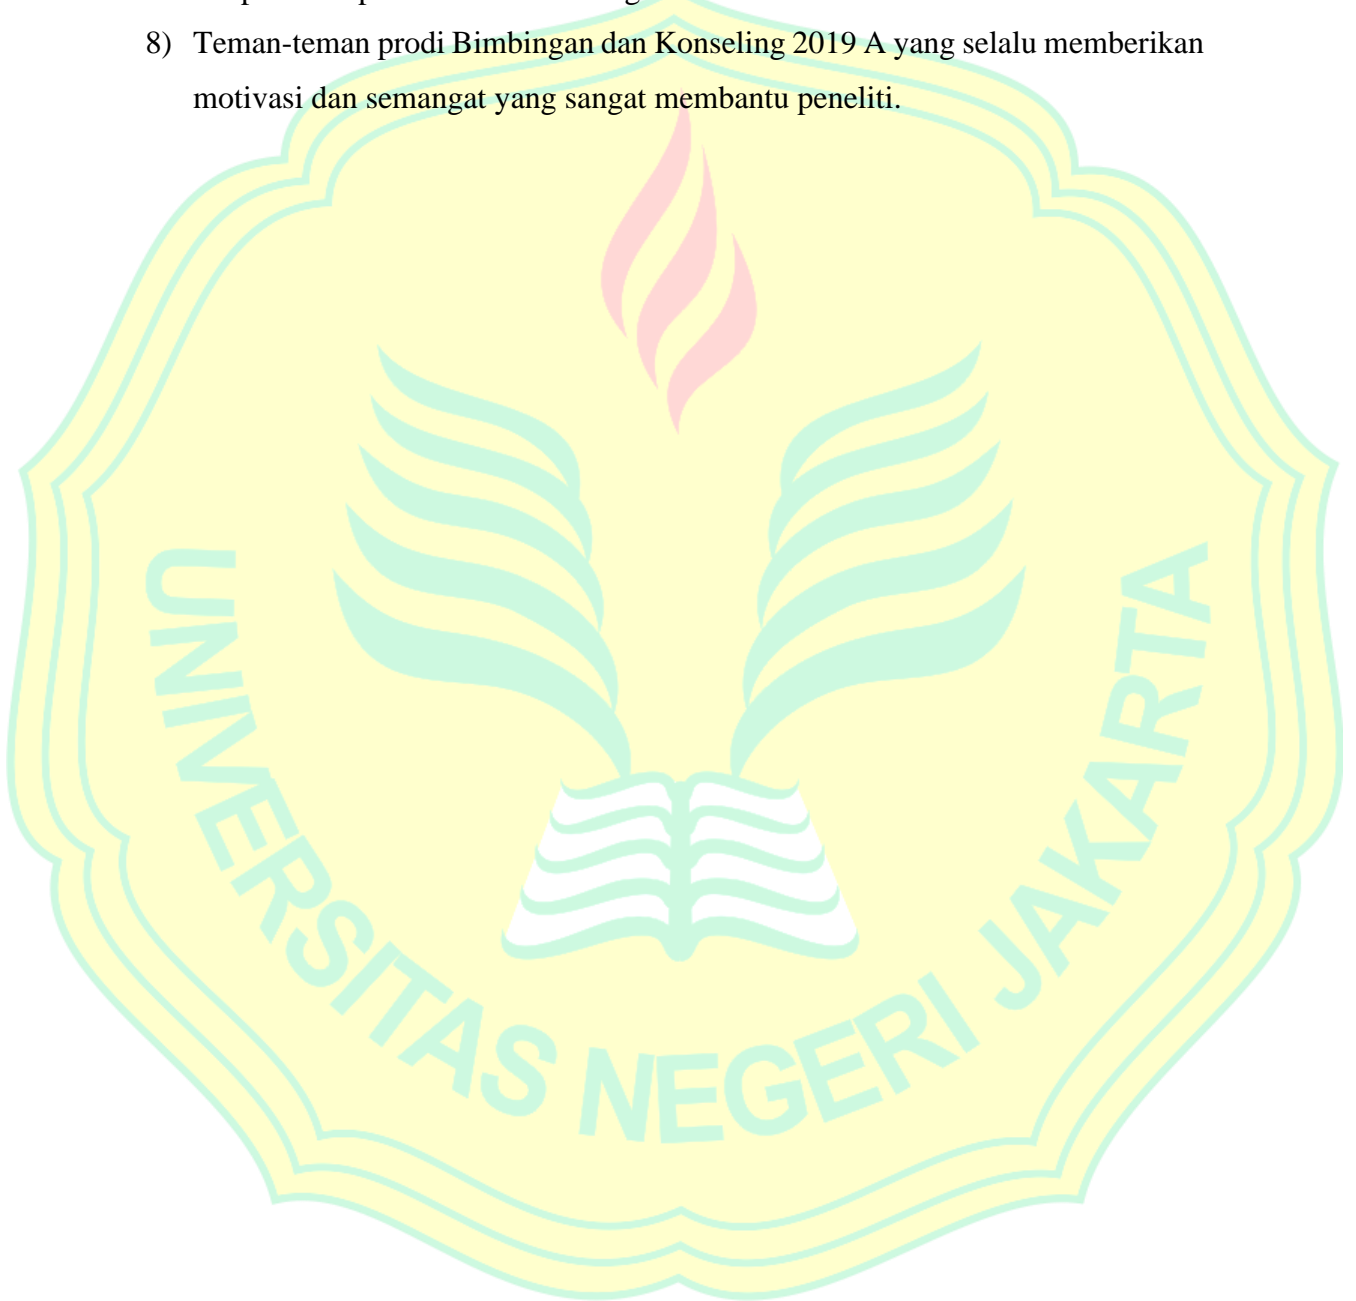 8) Teman-teman prodi Bimbingan dan Konseling 2019 A yang selalu memberikan
motivasi dan semangat yang sangat membantu peneliti.
UNIVERSITAS NEGERI JAKARTA